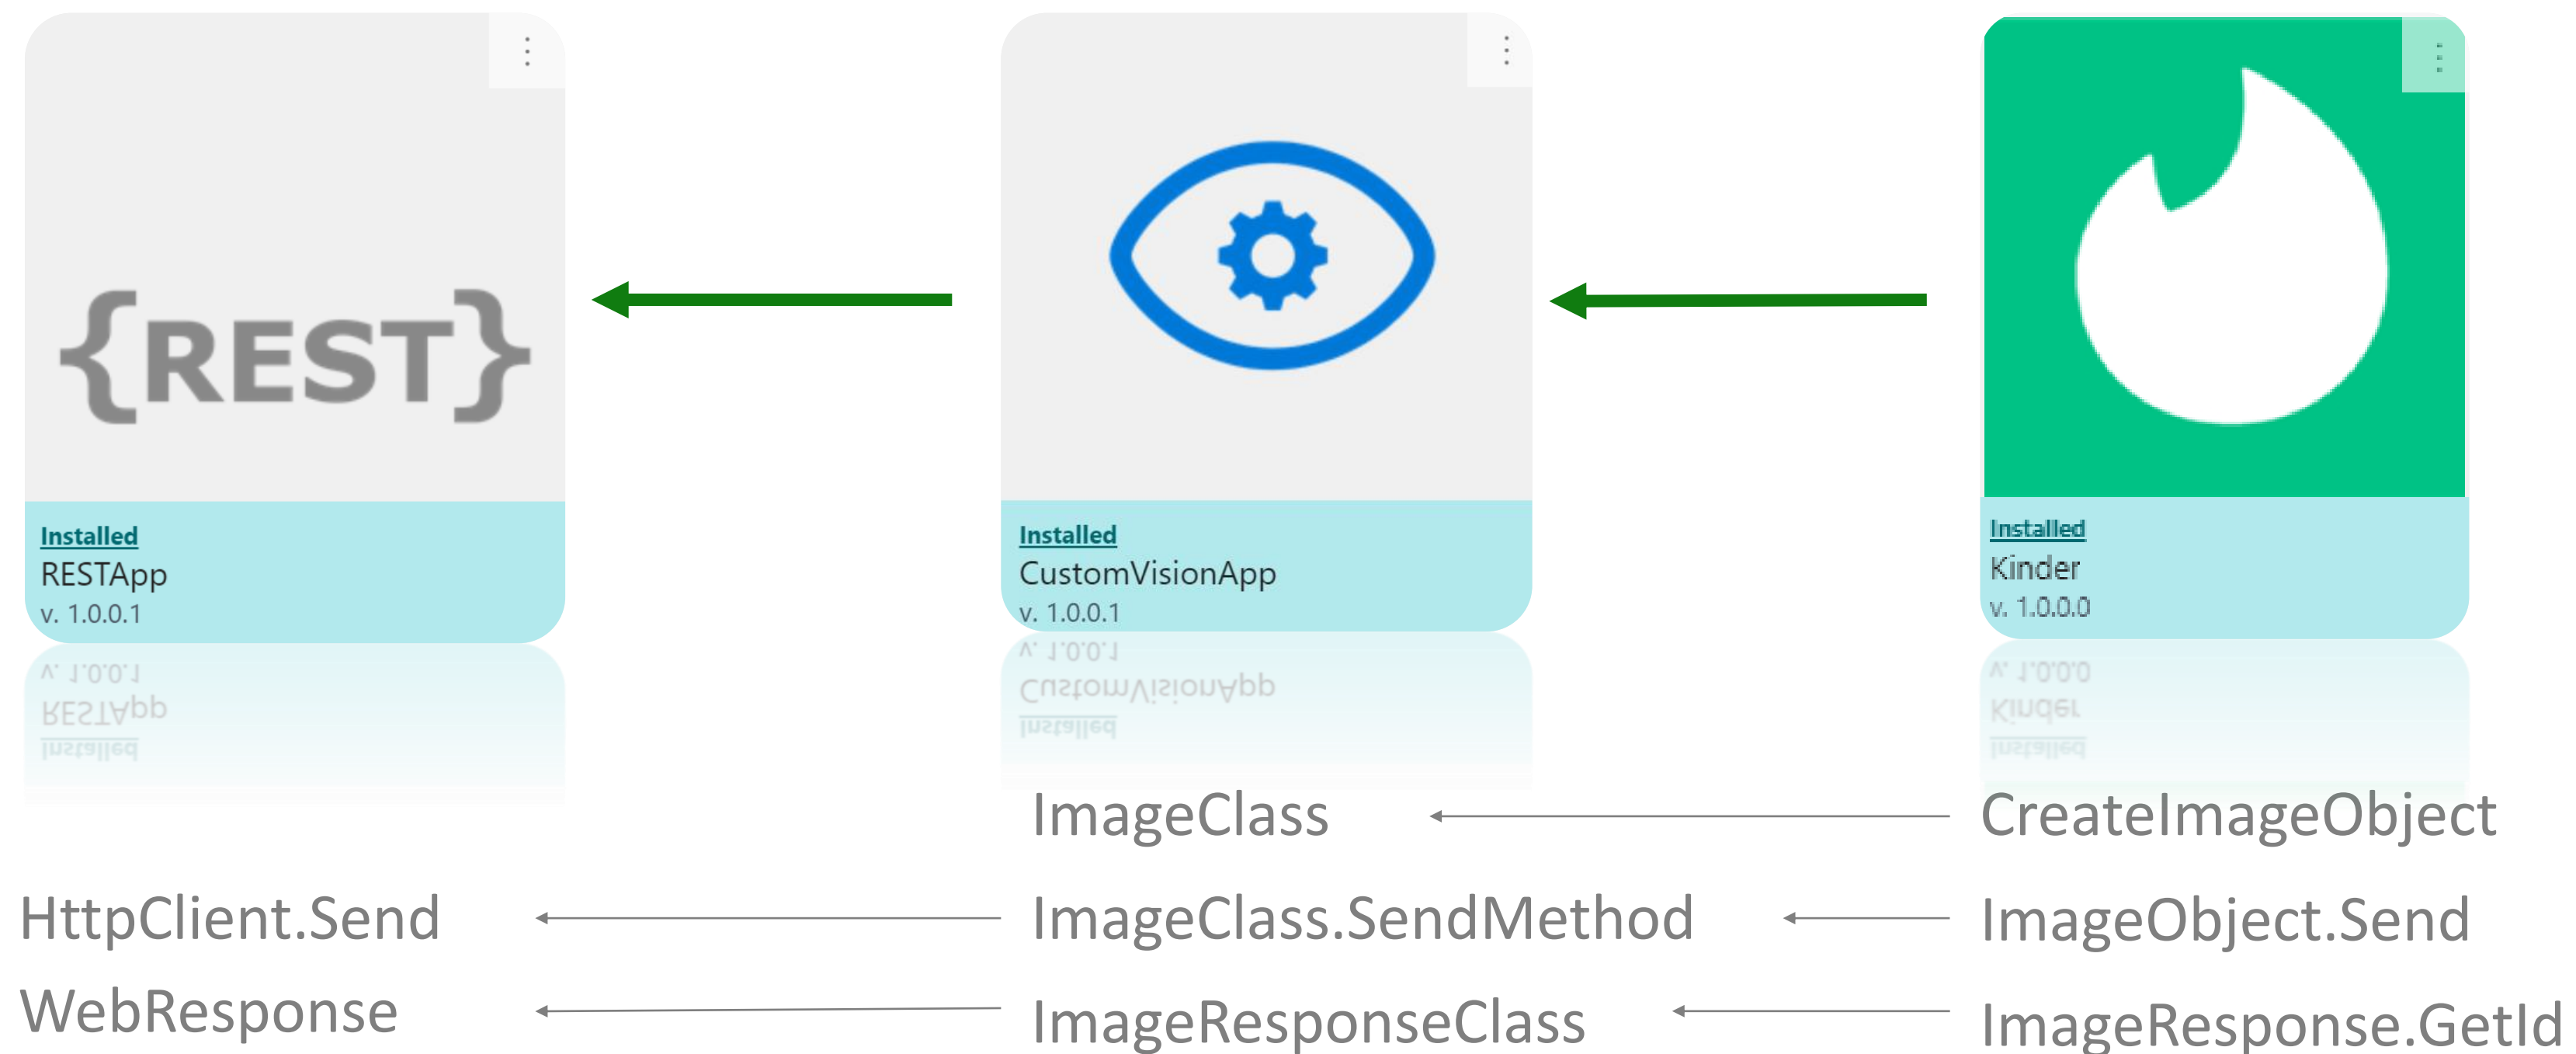 {REST}
Installed
RESTApp
v. 1.0.0.1
Installed
CustomVisionApp
v. 1.0.0.1
Installed
Kinder
v. 1.0.0.0
ImageClass
CreateImageObject
HttpClient.Send
ImageClass.SendMethod
ImageObject.Send
WebResponse
ImageResponseClass
ImageResponse.GetId